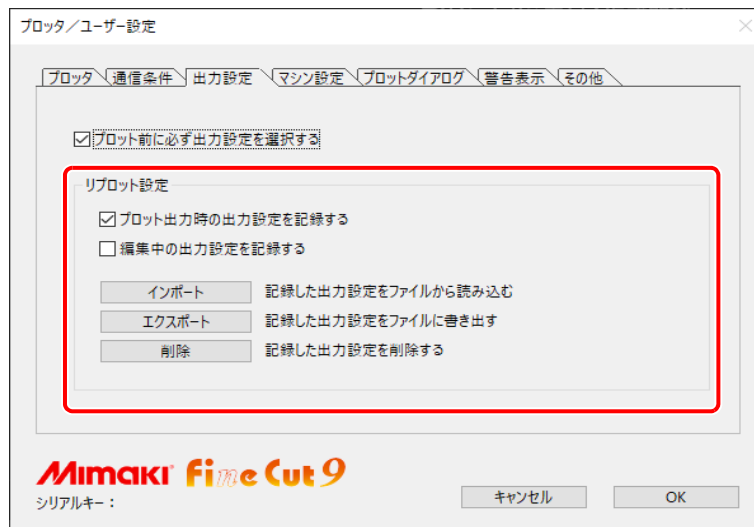 プロッタ／ユーザー設定
プロッタ 通信条件 出力設定 マシン設定 プロットダイアログ 警告表示 その他
プロット前に必ず出力設定を選択する
リプロット設定
プロット出力時の出力設定を記録する
編集中の出力設定を記録する
インポート 記録した出力設定をファイルから読み込む
エクスポート 記録した出力設定をファイルに書き出す
削除 記録した出力設定を削除する
Mimaki Fine Cut 9
シリアルキー：
キャンセル OK